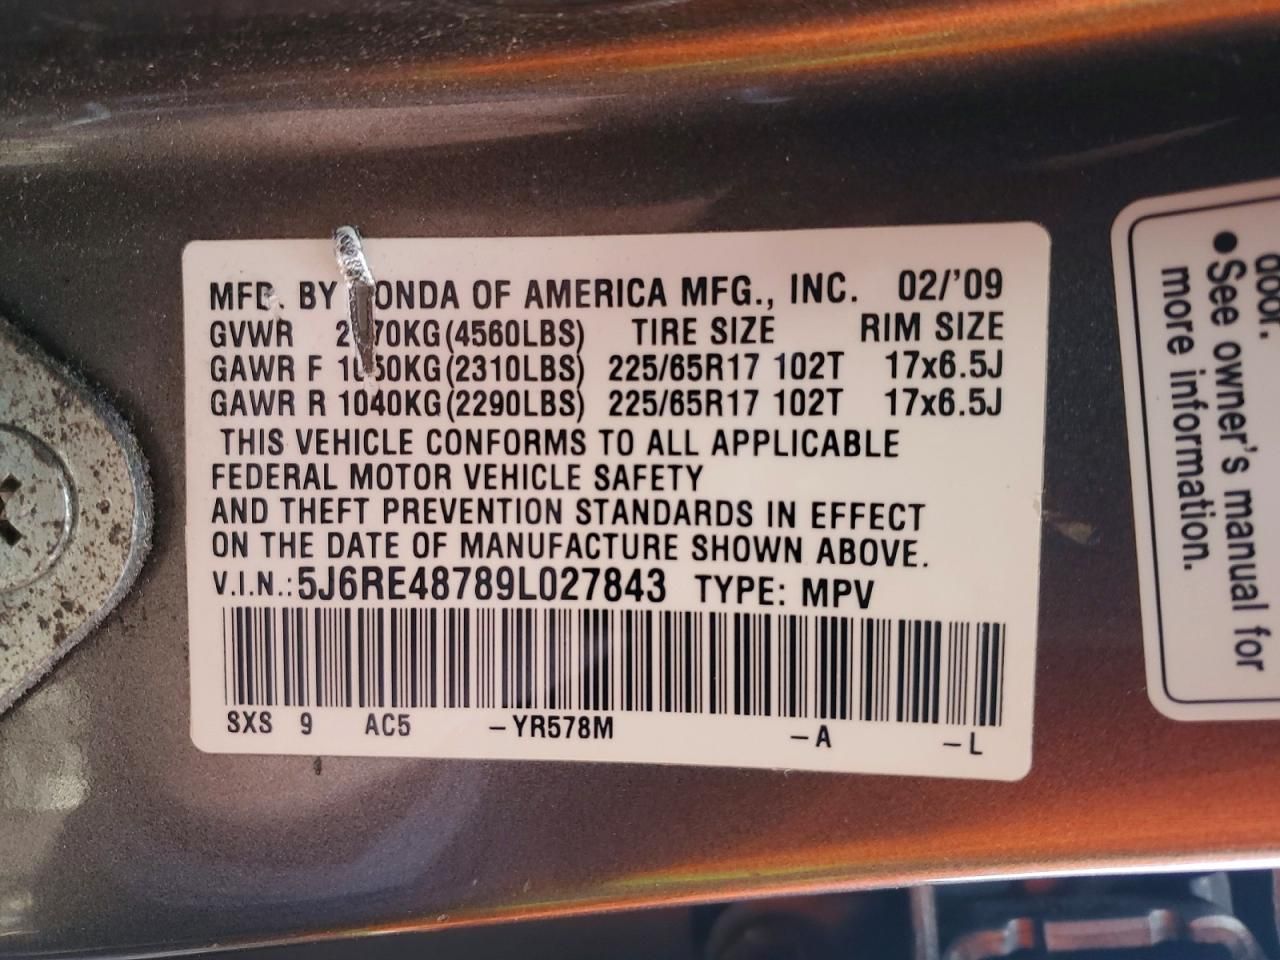 MFD. BY HONDA OF AMERICA MFG., INC. 02/'09
GVWR (4560LBS) TIRE SIZE RIM SIZE
GAWR F 1050KG(2310LBS) 225/65R17 102T 17x6.5J
GAWR R 1040KG(2290LBS) 225/65R17 102T 17x6.5J
THIS VEHICLE CONFORMS TO ALL APPLICABLE
FEDERAL MOTOR VEHICLE SAFETY
AND THEFT PREVENTION STANDARDS IN EFFECT
ON THE DATE OF MANUFACTURE SHOWN ABOVE.
V.I.N.: 5J6RE48789L027843 TYPE: MPV
SXS 9 AC5 -YR578M -A -L
door.
●See owner's manual for
more information.